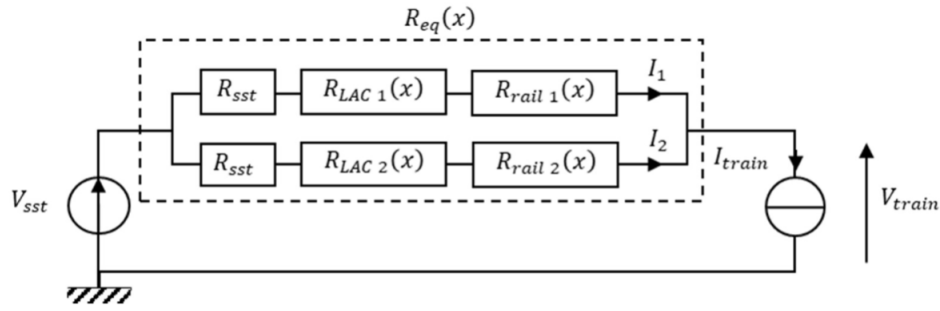 R_eq(x)
R_sst R_LAC 1(x) R_rail 1(x) I_1
R_sst R_LAC 2(x) R_rail 2(x) I_2
I_train
V_sst
V_train